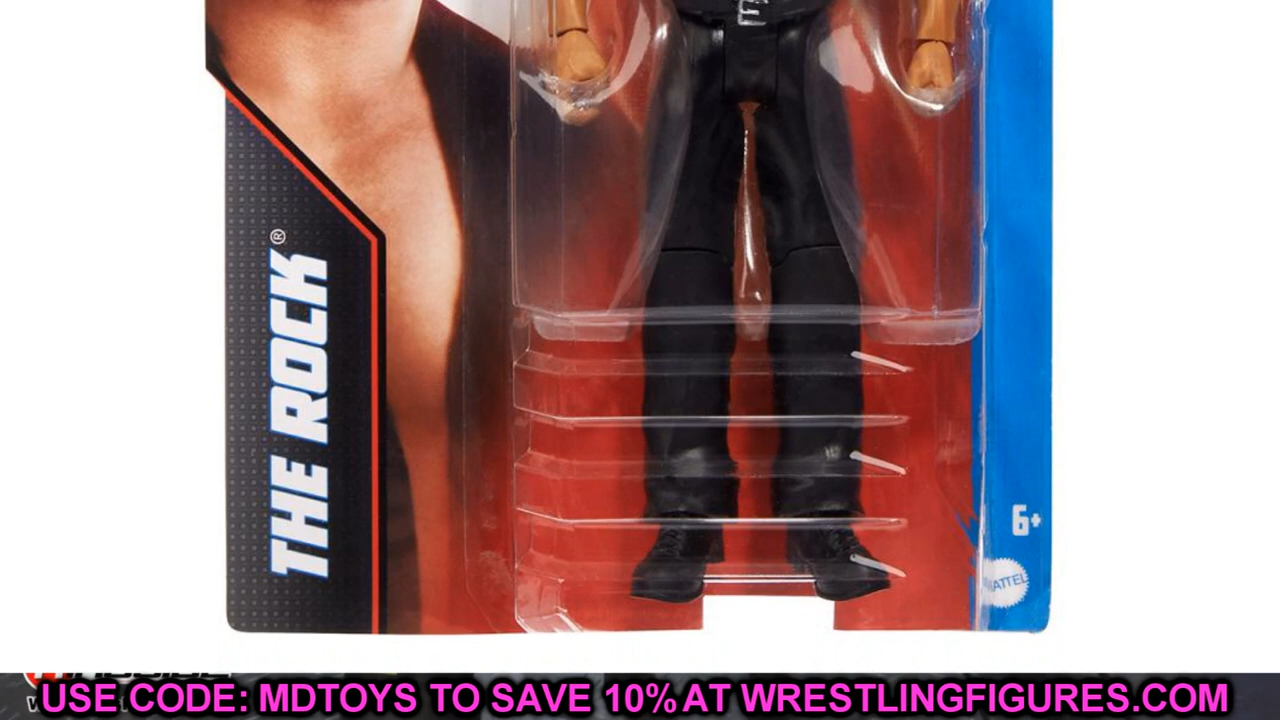 THE ROCK®
6+
MATTEL
USE CODE: MDTOYS TO SAVE 10% AT WRESTLINGFIGURES.COM